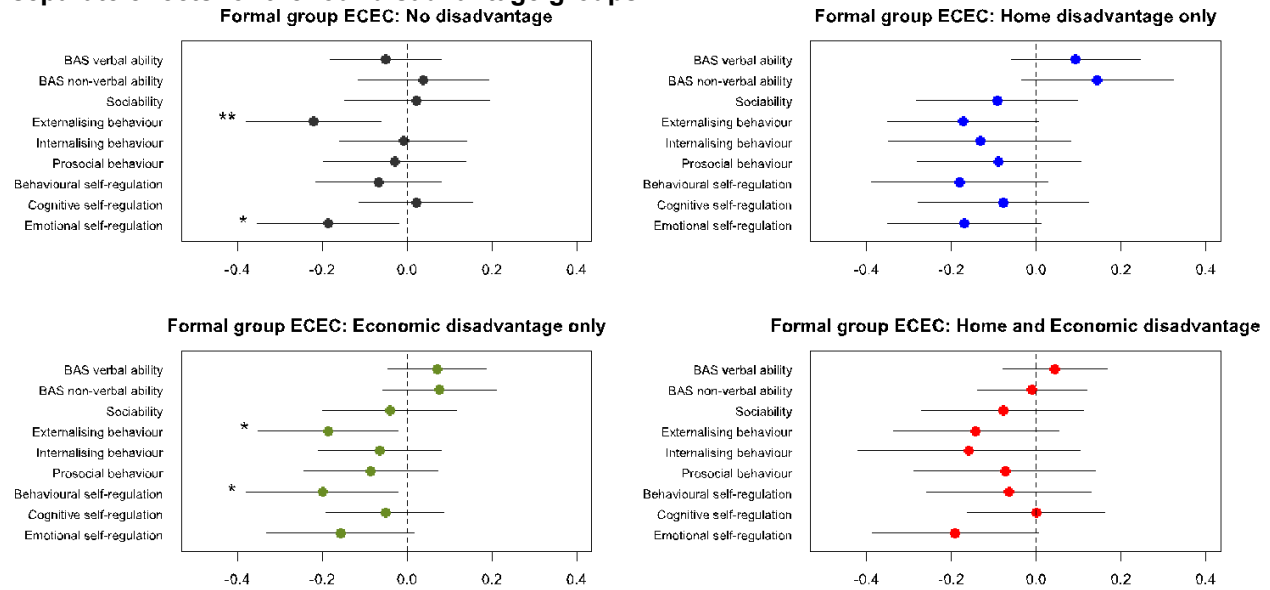 Formal group ECEC: No disadvantage
BAS verbal ability
BAS non-verbal ability
Sociability
** Externalising behaviour
Internalising behaviour
Prosocial behaviour
Behavioural self-regulation
Cognitive self-regulation
* Emotional self-regulation
-0.4 -0.2 0.0 0.2 0.4
Formal group ECEC: Home disadvantage only
BAS verbal ability
BAS non-verbal ability
Sociability
Externalising behaviour
Internalising behaviour
Prosocial behaviour
Behavioural self-regulation
Cognitive self-regulation
Emotional self-regulation
-0.4 -0.2 0.0 0.2 0.4
Formal group ECEC: Economic disadvantage only
BAS verbal ability
BAS non-verbal ability
Sociability
Externalising behaviour *
Internalising behaviour
Prosocial behaviour
Behavioural self-regulation *
Cognitive self-regulation
Emotional self-regulation
-0.4 -0.2 0.0 0.2 0.4
Formal group ECEC: Home and Economic disadvantage
BAS verbal ability
BAS non-verbal ability
Sociability
Externalising behaviour
Internalising behaviour
Prosocial behaviour
Behavioural self-regulation
Cognitive self-regulation
Emotional self-regulation
-0.4 -0.2 0.0 0.2 0.4